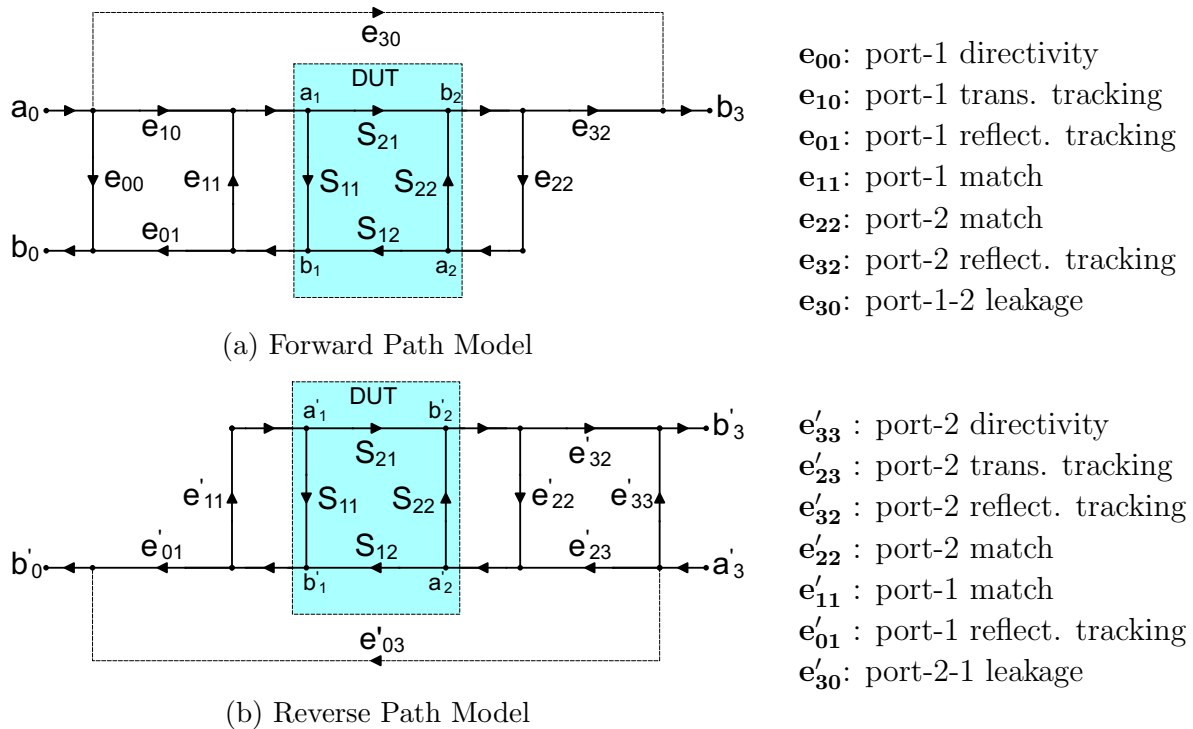 e30
DUT
a0
a1
b2
b3
e10
S21
e32
e00
e11
S11
S22
e22
e01
S12
b0
b1
a2
(a) Forward Path Model
e00: port-1 directivity
e10: port-1 trans. tracking
e01: port-1 reflect. tracking
e11: port-1 match
e22: port-2 match
e32: port-2 reflect. tracking
e30: port-1-2 leakage
DUT
a'1
b'2
b'3
S21
e'32
e'11
S11
S22
e'22
e'33
e'01
S12
e'23
b'0
b'1
a'2
a'3
e'03
(b) Reverse Path Model
e'33 : port-2 directivity
e'23 : port-2 trans. tracking
e'32 : port-2 reflect. tracking
e'22 : port-2 match
e'11 : port-1 match
e'01 : port-1 reflect. tracking
e'30: port-2-1 leakage